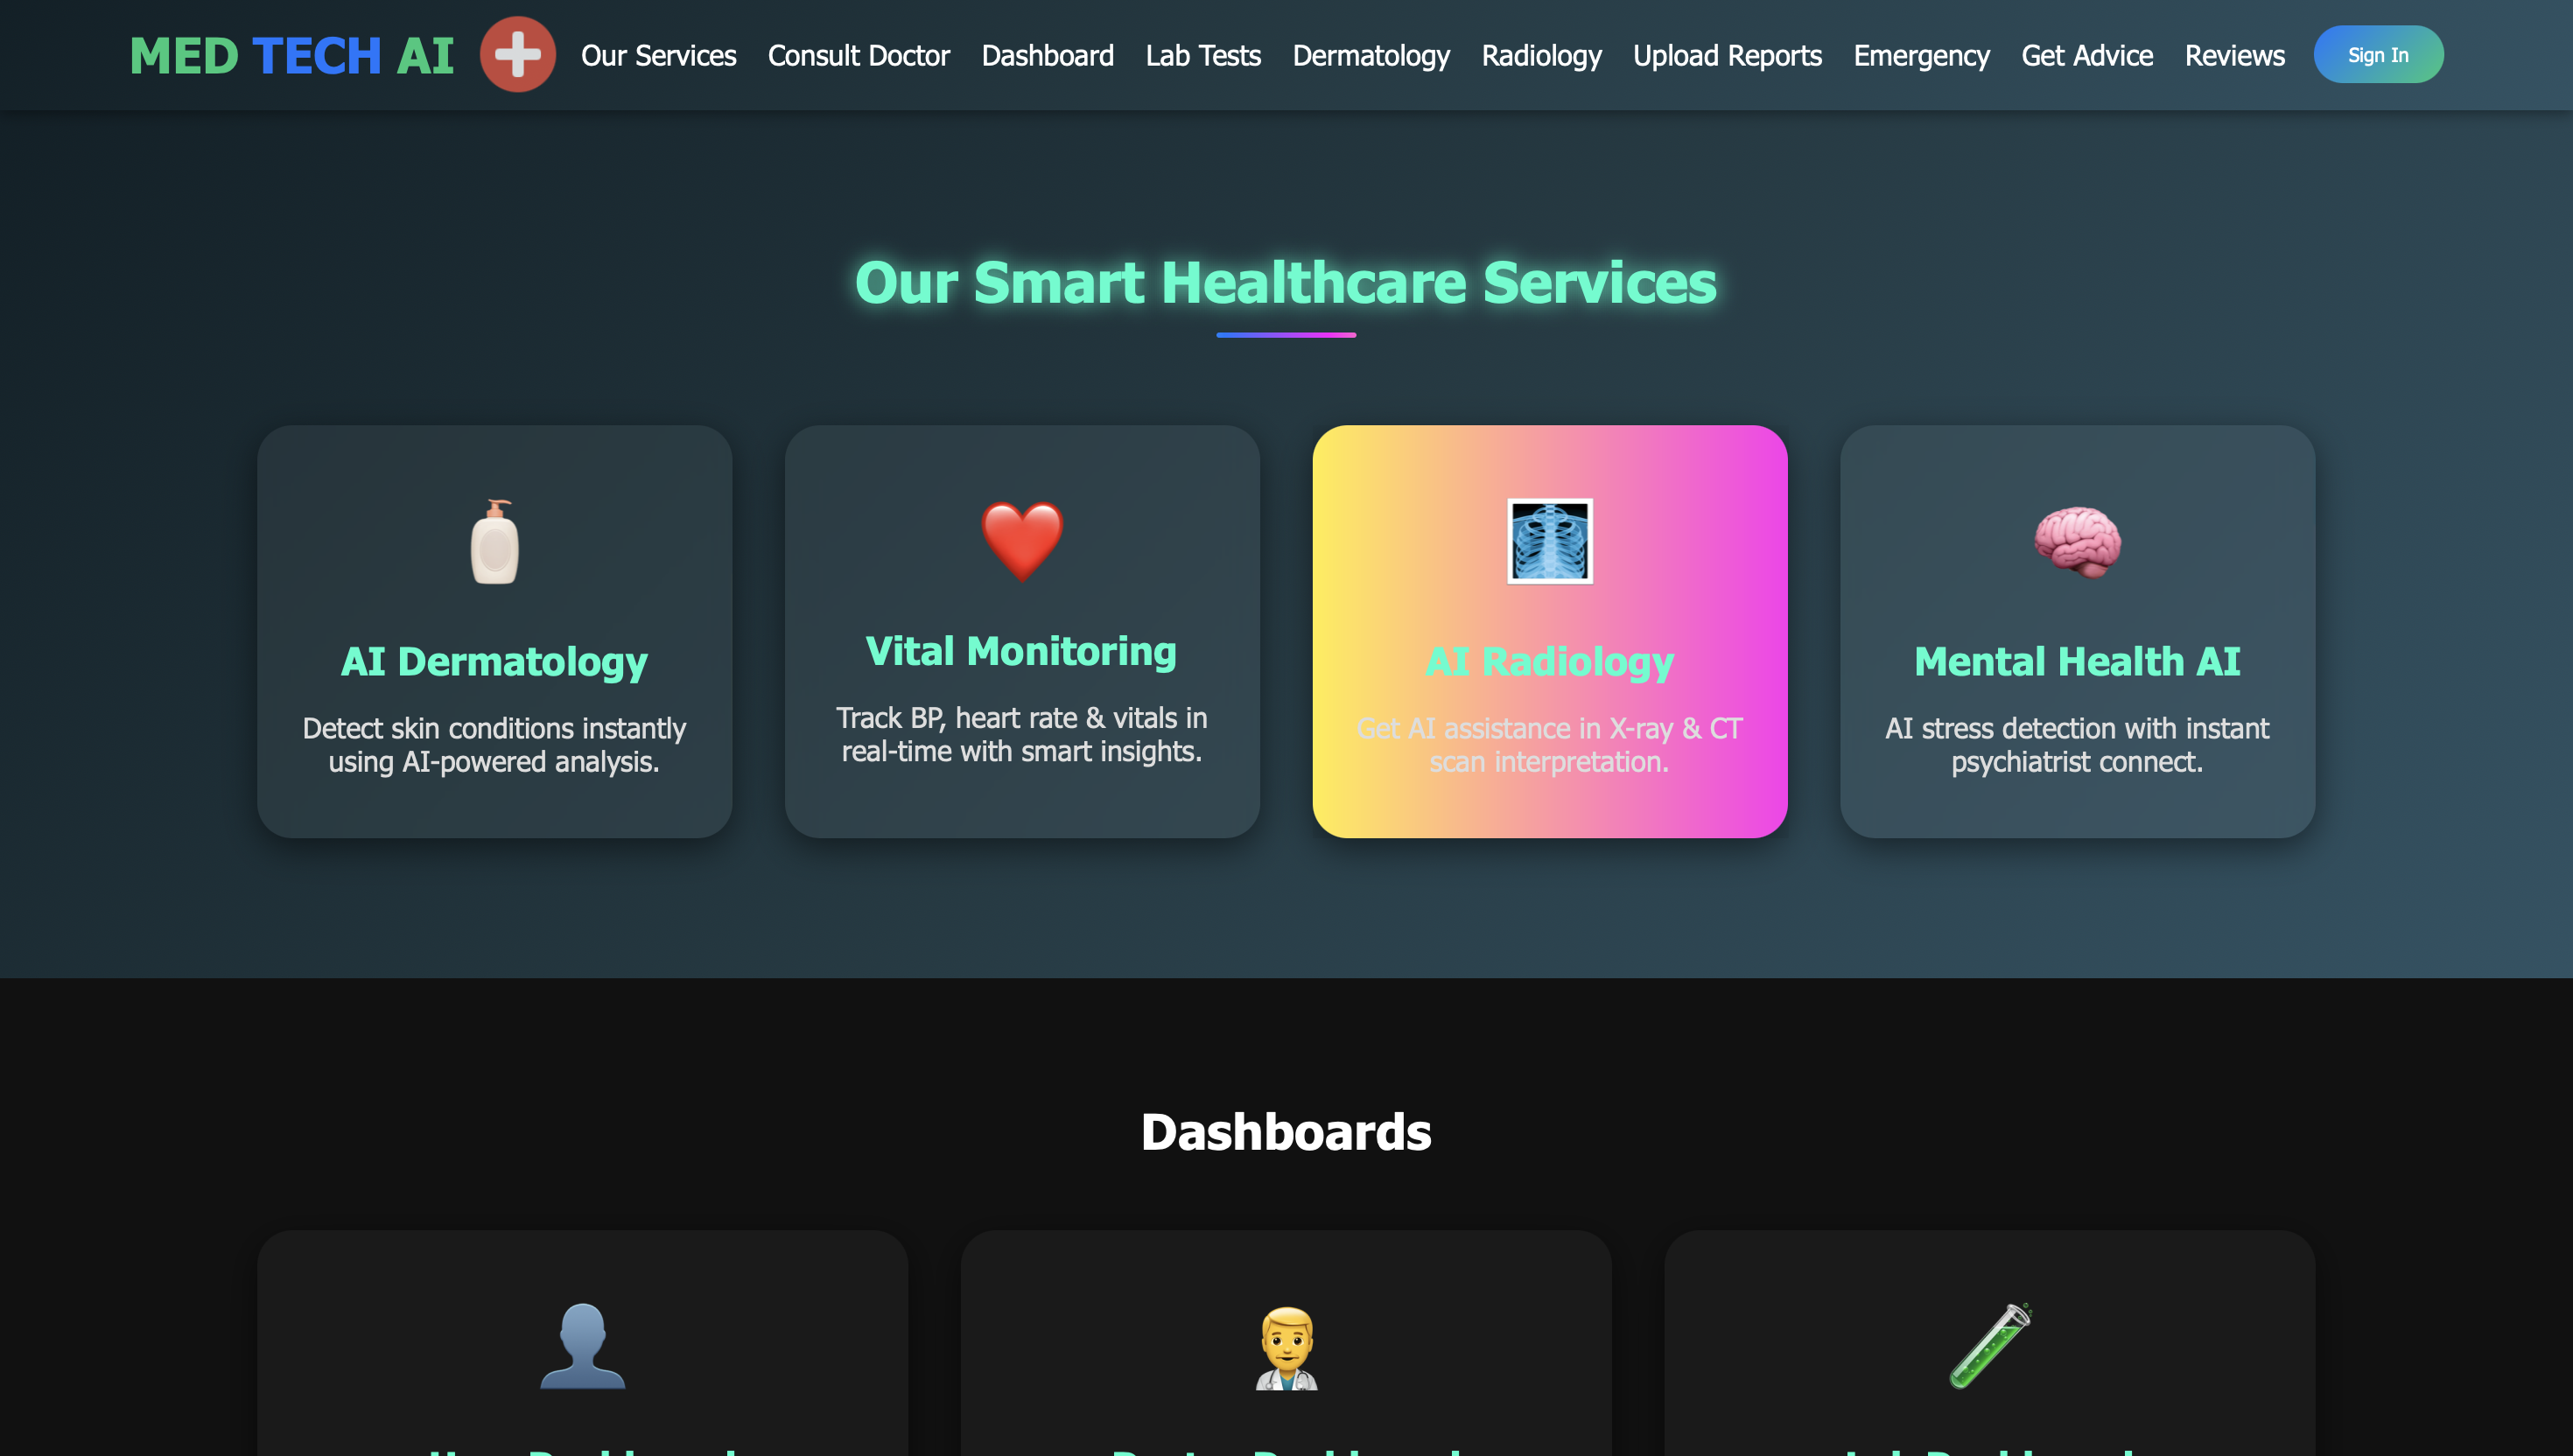 MED TECH AI
Our Services
Consult Doctor
Dashboard
Lab Tests
Dermatology
Radiology
Upload Reports
Emergency
Get Advice
Reviews
Sign In
Our Smart Healthcare Services
AI Dermatology
Detect skin conditions instantly
using AI-powered analysis.
Vital Monitoring
Track BP, heart rate & vitals in
real-time with smart insights.
AI Radiology
Get AI assistance in X-ray & CT
scan interpretation.
Mental Health AI
AI stress detection with instant
psychiatrist connect.
Dashboards